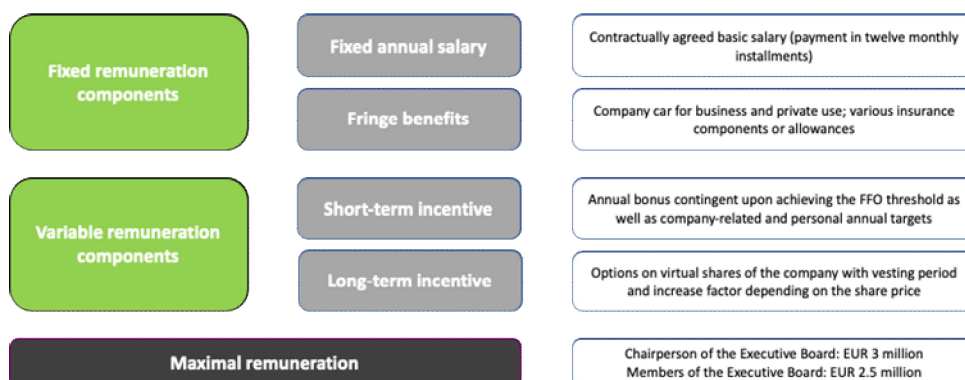 Fixed remuneration
components
Fixed annual salary
Contractually agreed basic salary (payment in twelve monthly
installments)
Fringe benefits
Company car for business and private use; various insurance
components or allowances
Variable remuneration
components
Short-term incentive
Annual bonus contingent upon achieving the FFO threshold as
well as company-related and personal annual targets
Long-term incentive
Options on virtual shares of the company with vesting period
and increase factor depending on the share price
Maximal remuneration
Chairperson of the Executive Board: EUR 3 million
Members of the Executive Board: EUR 2.5 million